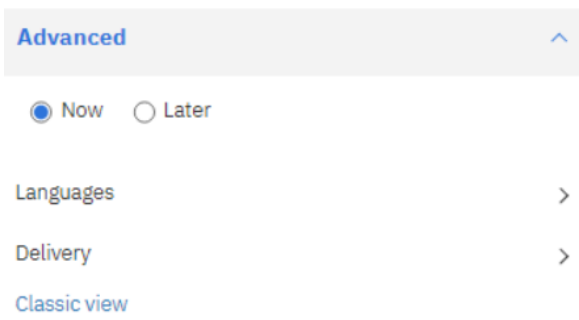 Advanced
Now Later
Languages
Delivery
Classic view